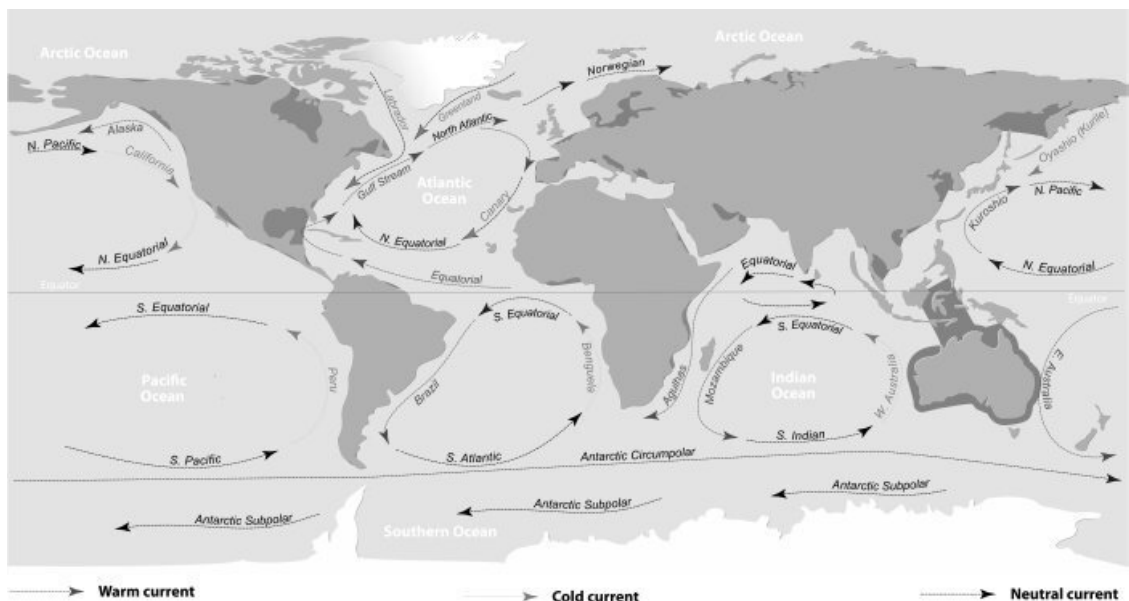 Arctic Ocean
Arctic Ocean
Norwegian
Labrador
Greenland
North Atlantic
Alaska
N. Pacific
California
Gulf Stream
Atlantic
Ocean
Canary
Oyashio (Kurile)
N. Pacific
Kuroshio
N. Equatorial
N. Equatorial
Equatorial
Equatorial
N. Equatorial
Equator
Equator
S. Equatorial
S. Equatorial
S. Equatorial
Pacific
Ocean
Peru
Brazil
Benguela
Agulhas
Mozambique
Indian
Ocean
W. Australia
E. Australia
S. Pacific
S. Atlantic
S. Indian
Antarctic Circumpolar
Antarctic Subpolar
Antarctic Subpolar
Antarctic Subpolar
Southern Ocean
Warm current
Cold current
Neutral current